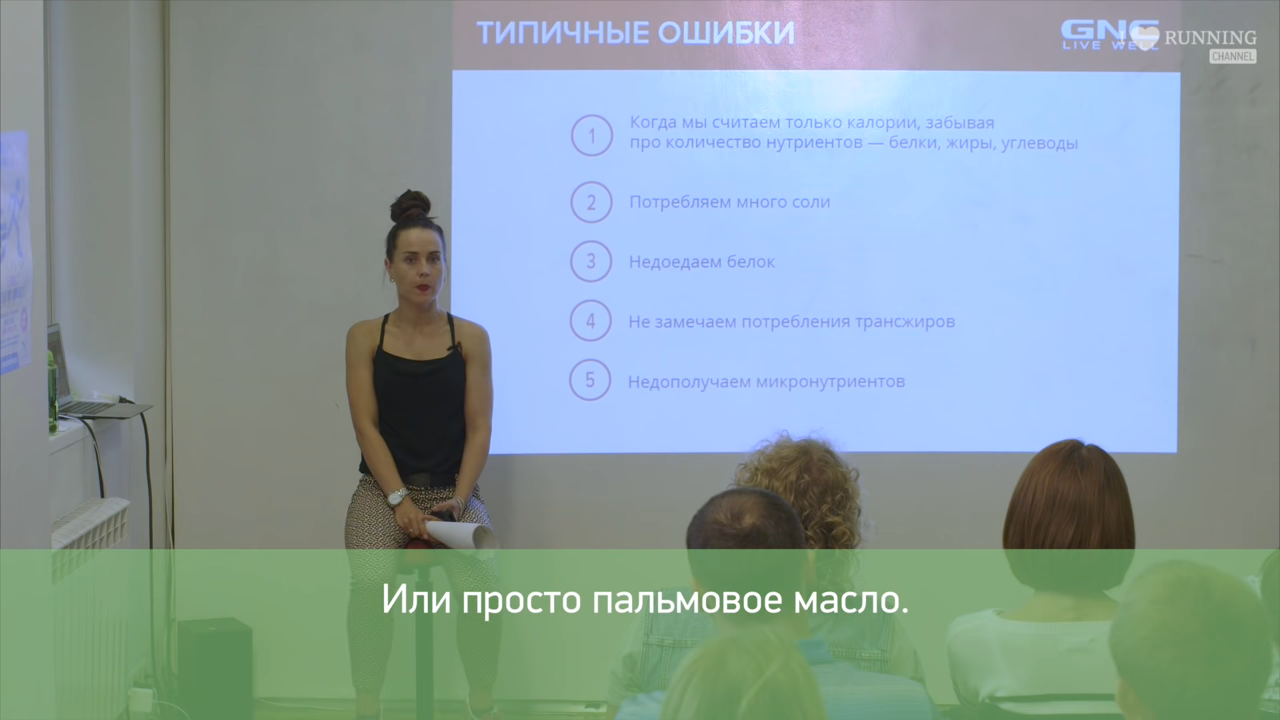 ТИПИЧНЫЕ ОШИБКИ
GNC
LIVE WELL
RUNNING
CHANNEL
1
Когда мы считаем только калории, забывая
про количество нутриентов — белки, жиры, углеводы
2
Потребляем много соли
3
Недоедаем белок
4
Не замечаем потребления трансжиров
5
Недополучаем микронутриентов
Или просто пальмовое масло.